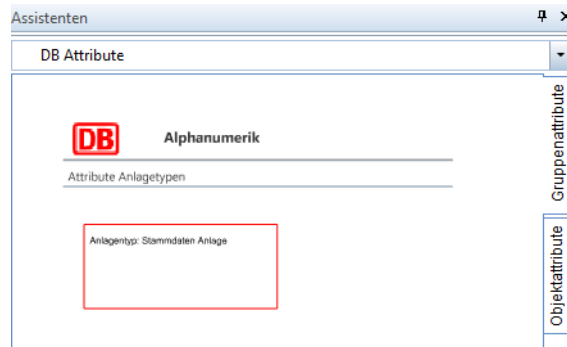 Assistenten
DB Attribute
DB
Alphanumerik
Attribute Anlagetypen
Anlagentyp: Stammdaten Anlage
Gruppenattribute
Objektattribute